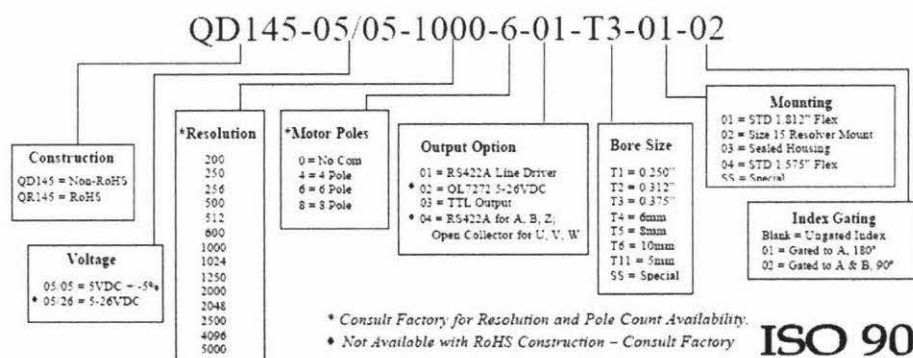 QD145-05/05-1000-6-01-T3-01-02
Construction
QD145 = Non-RoHS
QR145 = RoHS
Voltage
05/05 = 5VDC +-5%
♦ 05/26 = 5-26VDC
*Resolution
200
250
256
500
512
600
1000
1024
1250
2000
2048
2500
4096
5000
*Motor Poles
0 = No Com
4 = 4 Pole
6 = 6 Pole
8 = 8 Pole
Output Option
01 = RS422A Line Driver
♦ 02 = OL7272 5-26VDC
03 = TTL Output
♦ 04 = RS422A for A, B, Z;
Open Collector for U, V, W
Bore Size
T1 = 0.250"
T2 = 0.312"
T3 = 0.375"
T4 = 6mm
T5 = 8mm
T6 = 10mm
T11 = 5mm
SS = Special
Mounting
01 = STD 1.812" Flex
02 = Size 15 Resolver Mount
03 = Sealed Housing
04 = STD 1.575" Flex
SS = Special
Index Gating
Blank = Ungated Index
01 = Gated to A, 180°
02 = Gated to A & B, 90°
* Consult Factory for Resolution and Pole Count Availability.
♦ Not Available with RoHS Construction – Consult Factory
ISO 90